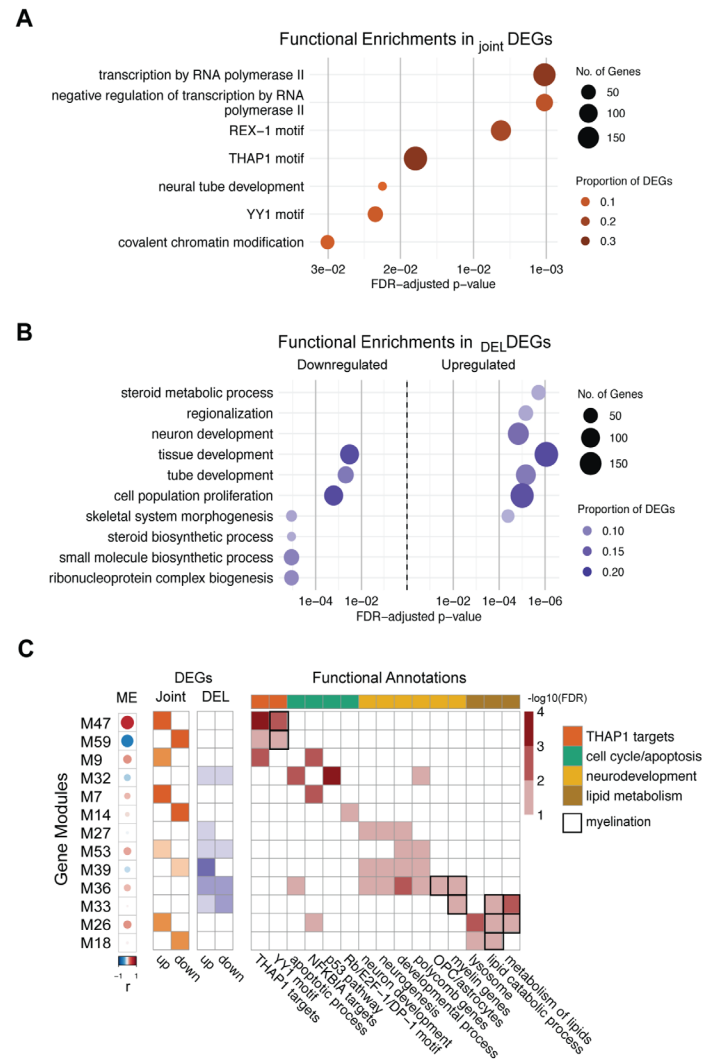 A
Functional Enrichments in joint DEGs
transcription by RNA polymerase II
negative regulation of transcription by RNA
polymerase II
REX−1 motif
THAP1 motif
neural tube development
YY1 motif
covalent chromatin modification
3e−02 2e−02 1e−02 1e−03
FDR−adjusted p−value
No. of Genes
50
100
150
Proportion of DEGs
0.1
0.2
0.3
B
Functional Enrichments in DELDEGs
Downregulated Upregulated
steroid metabolic process
regionalization
neuron development
tissue development
tube development
cell population proliferation
skeletal system morphogenesis
steroid biosynthetic process
small molecule biosynthetic process
ribonucleoprotein complex biogenesis
1e−04 1e−02 1e−02 1e−04 1e−06
FDR−adjusted p−value
No. of Genes
50
100
150
Proportion of DEGs
0.10
0.15
0.20
C
DEGs Functional Annotations
ME Joint DEL
-log10(FDR)
Gene Modules
M47
M59
M9
M32
M7
M14
M27
M53
M39
M36
M33
M26
M18
4
3
2
1
THAP1 targets
cell cycle/apoptosis
neurodevelopment
lipid metabolism
myelination
-1 1
r
up
down
up
down
THAP1 targets
YY1 motif
apoptotic process
NFKBIA targets
p53 pathway
Rb/E2F−1/DP−1 motif
neuron development
neurogenesis
developmental process
polycomb genes
OPC/astrocytes
myelin genes
lysosome
lipid catabolic process
metabolism of lipids